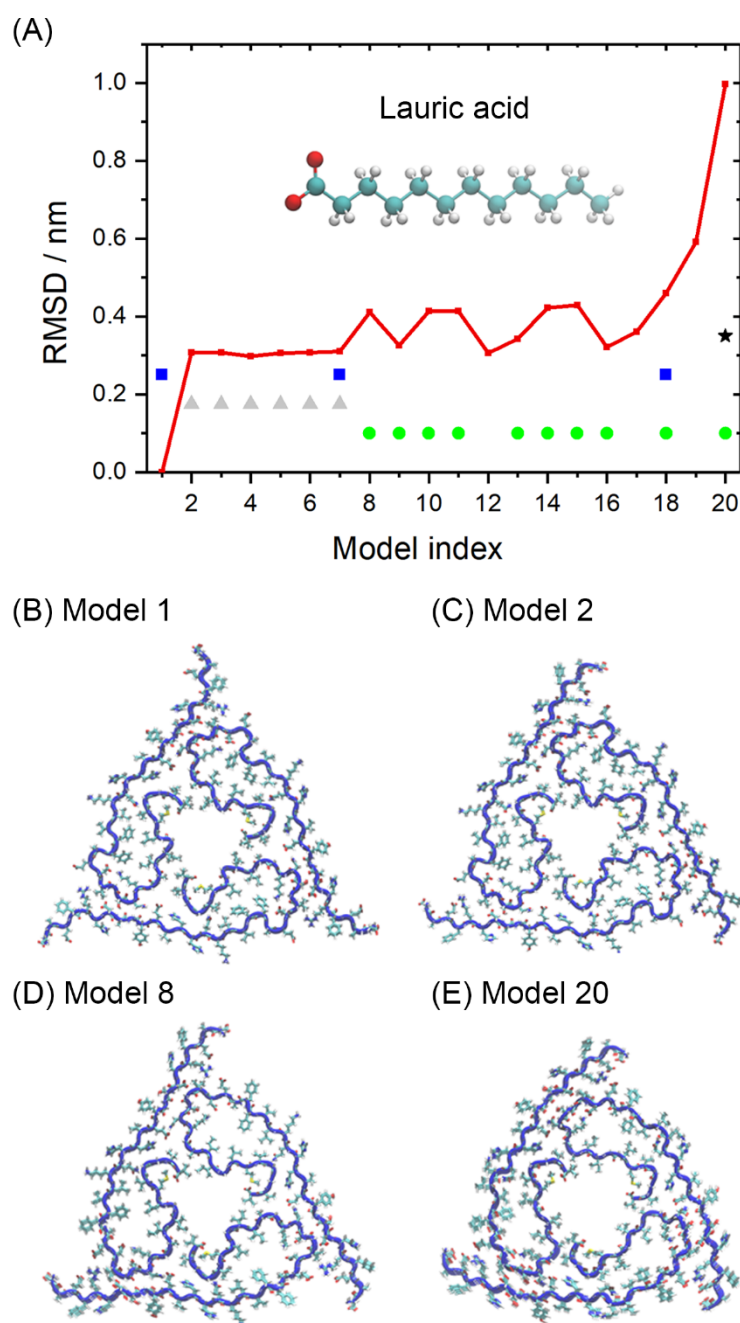 (A)
Lauric acid
RMSD / nm
1.0
0.8
0.6
0.4
0.2
0.0
2 4 6 8 10 12 14 16 18 20
Model index
(B) Model 1
(C) Model 2
(D) Model 8
(E) Model 20